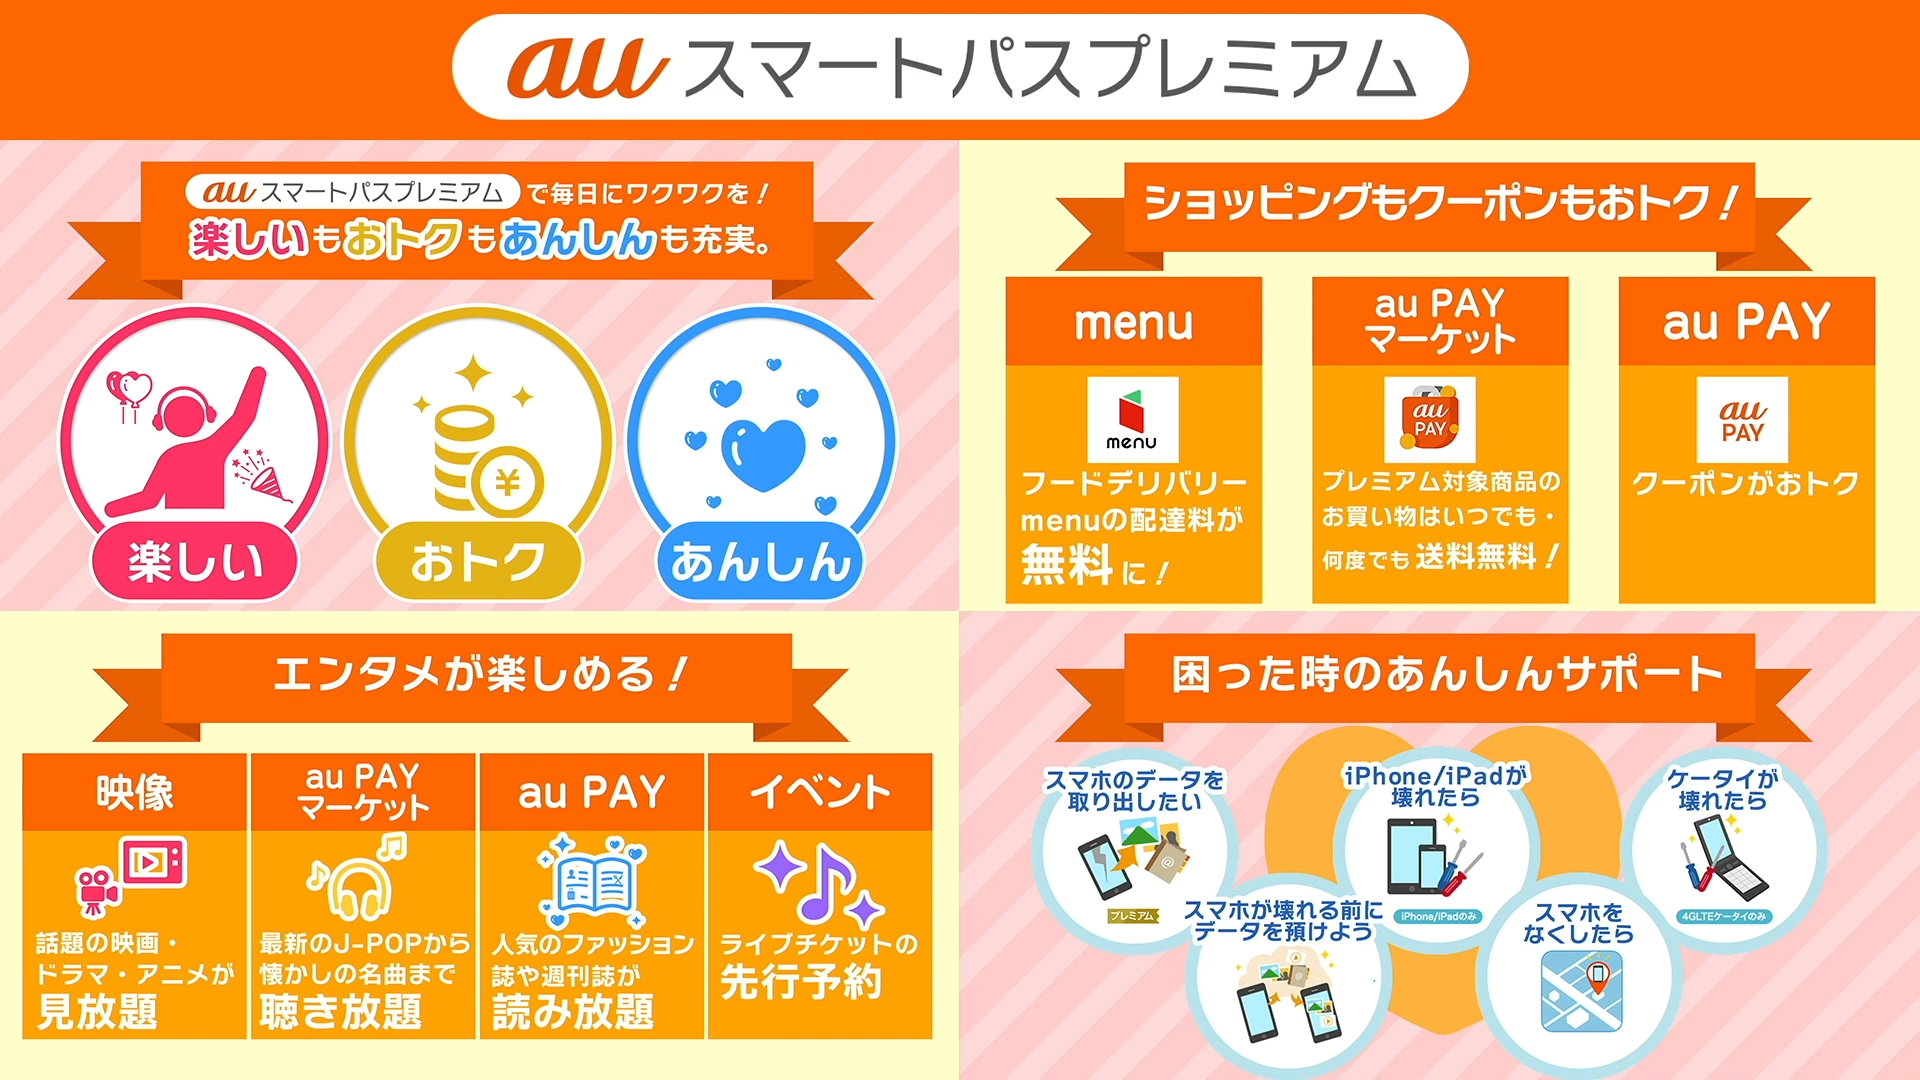 au スマートパスプレミアム
au スマートパスプレミアム で毎日にワクワクを！
楽しいもおトクもあんしんも充実。
楽しい
おトク
あんしん
ショッピングもクーポンもおトク！
menu
menu
フードデリバリー
menuの配達料が
無料に！
au PAY
マーケット
au
PAY
プレミアム対象商品の
お買い物はいつでも・
何度でも送料無料！
au PAY
au
PAY
クーポンがおトク
エンタメが楽しめる！
映像
話題の映画・
ドラマ・アニメが
見放題
au PAY
マーケット
最新のJ-POPから
懐かしの名曲まで
聴き放題
au PAY
人気のファッション
誌や週刊誌が
読み放題
イベント
ライブチケットの
先行予約
困った時のあんしんサポート
スマホのデータを
取り出したい
プレミアム
スマホが壊れる前に
データを預けよう
iPhone/iPadが
壊れたら
iPhone/iPadのみ
スマホを
なくしたら
ケータイが
壊れたら
4GLTEケータイのみ